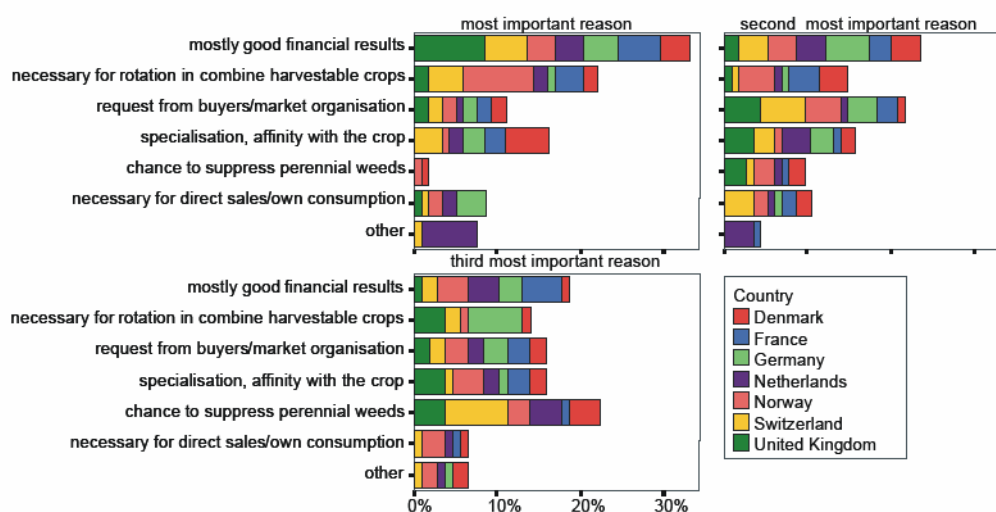 most important reason
second most important reason
mostly good financial results
necessary for rotation in combine harvestable crops
request from buyers/market organisation
specialisation, affinity with the crop
chance to suppress perennial weeds
necessary for direct sales/own consumption
other
third most important reason
mostly good financial results
necessary for rotation in combine harvestable crops
request from buyers/market organisation
specialisation, affinity with the crop
chance to suppress perennial weeds
necessary for direct sales/own consumption
other
0% 10% 20% 30%
Country
Denmark
France
Germany
Netherlands
Norway
Switzerland
United Kingdom